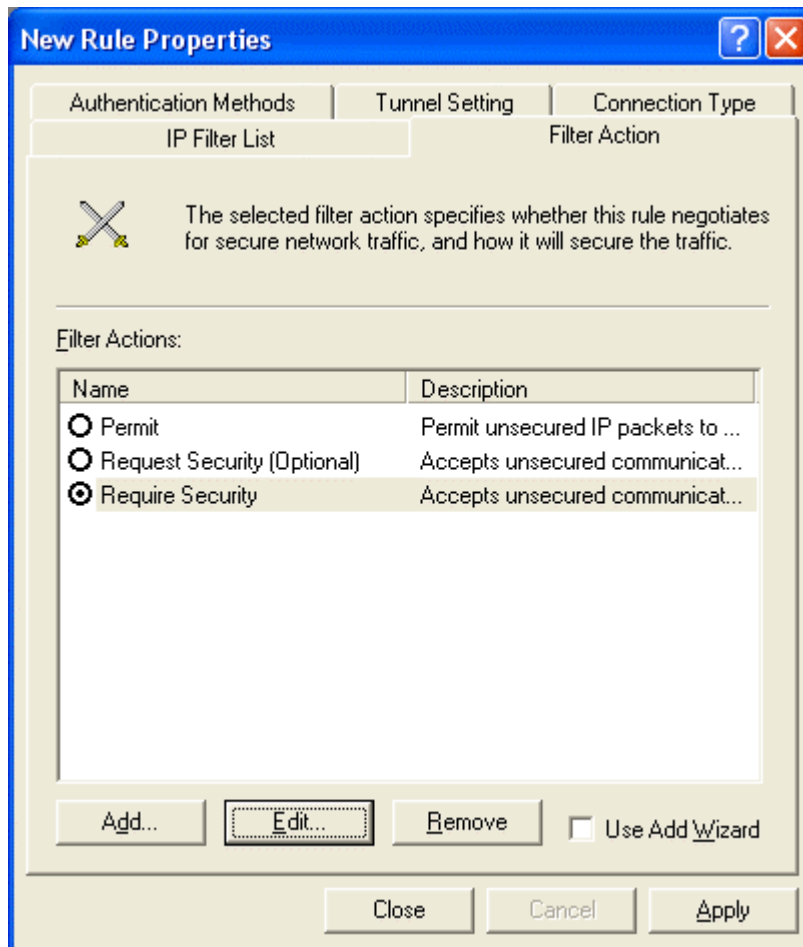 New Rule Properties
Authentication Methods Tunnel Setting Connection Type
IP Filter List Filter Action
The selected filter action specifies whether this rule negotiates
for secure network traffic, and how it will secure the traffic.
Filter Actions:
Name Description
Permit Permit unsecured IP packets to ...
Request Security (Optional) Accepts unsecured communicat...
Require Security Accepts unsecured communicat...
Add... Edit... Remove Use Add Wizard
Close Cancel Apply